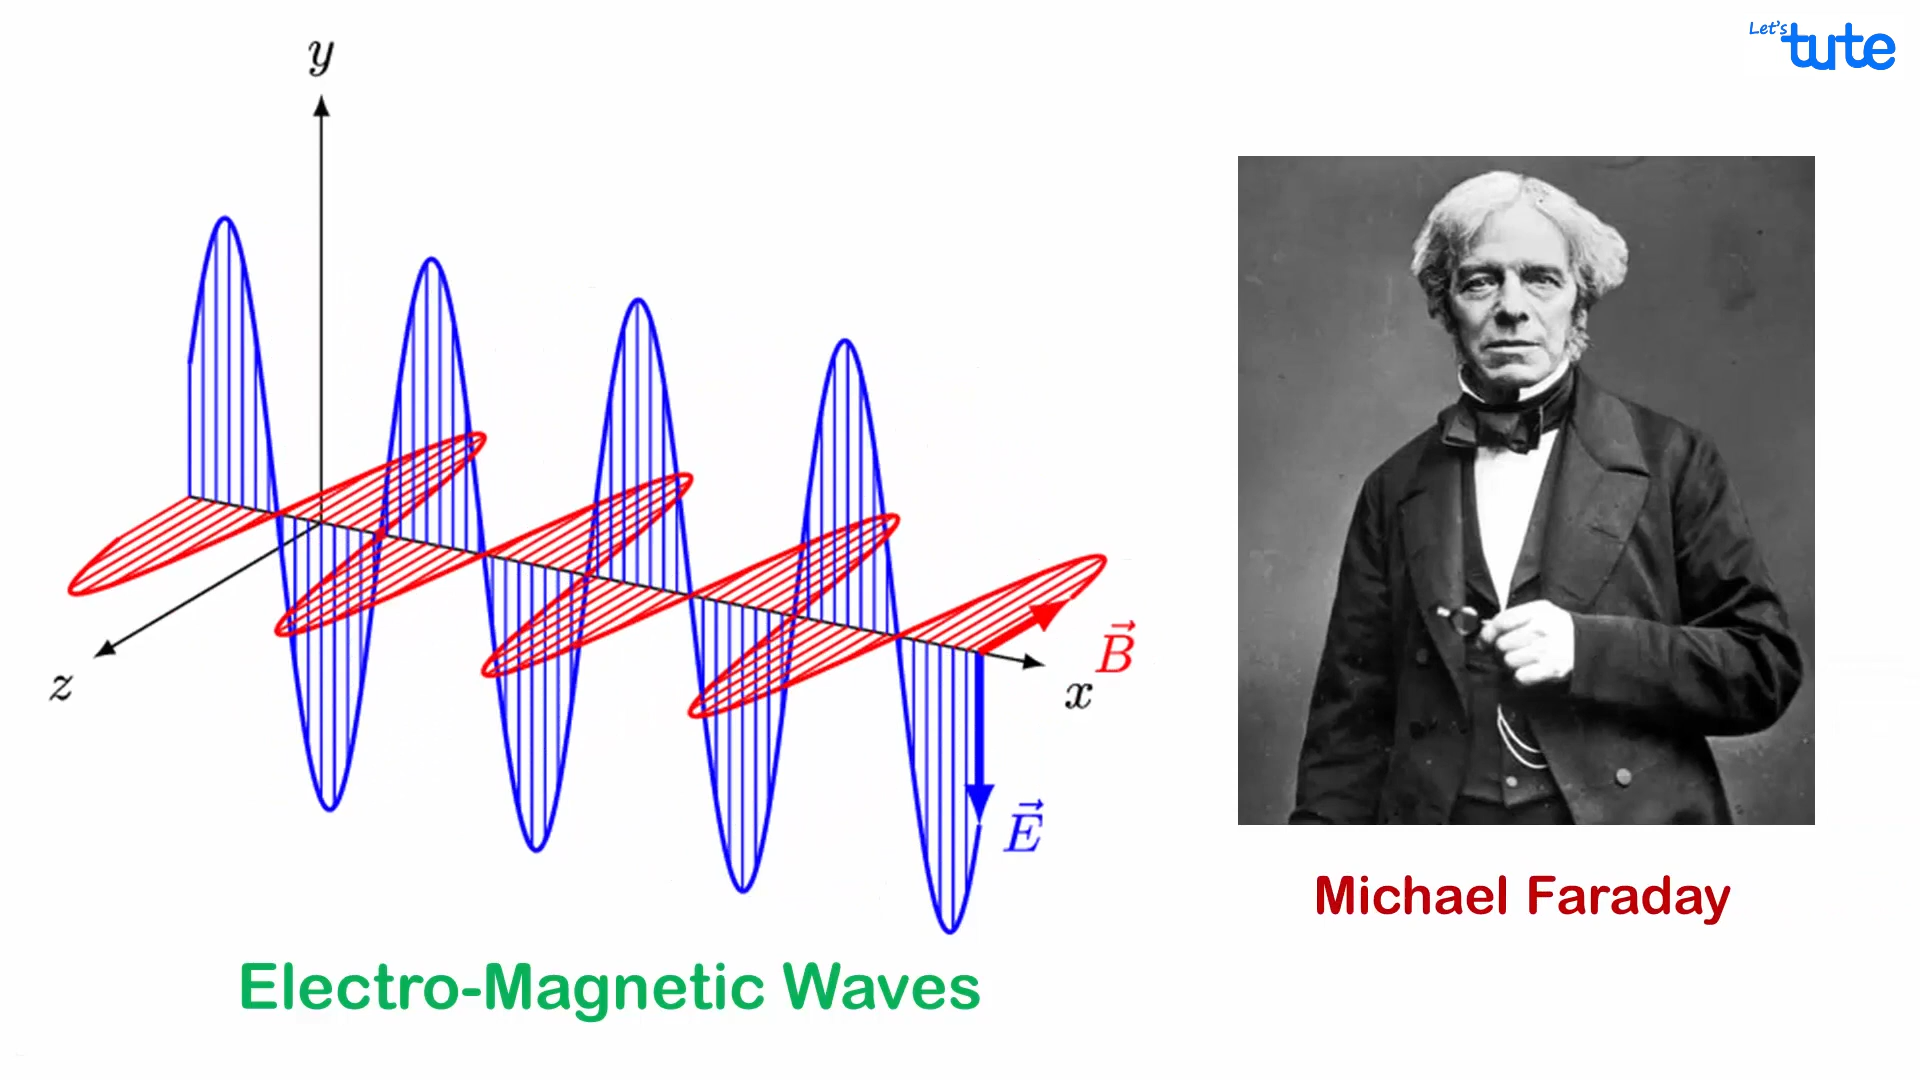 Let's tute
y
z
x
B⃗
E⃗
Michael Faraday
Electro-Magnetic Waves